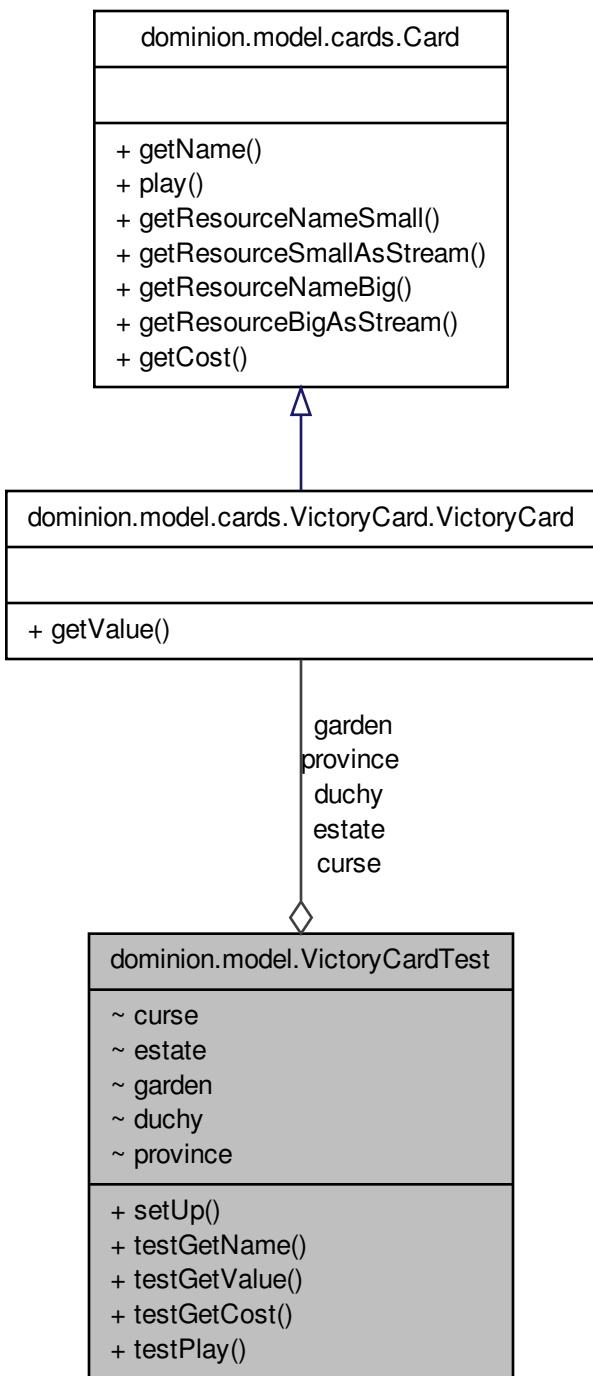 dominion.model.cards.Card
+ getName()
+ play()
+ getResourceNameSmall()
+ getResourceSmallAsStream()
+ getResourceNameBig()
+ getResourceBigAsStream()
+ getCost()
dominion.model.cards.VictoryCard.VictoryCard
+ getValue()
garden
province
duchy
estate
curse
dominion.model.VictoryCardTest
~ curse
~ estate
~ garden
~ duchy
~ province
+ setUp()
+ testGetName()
+ testGetValue()
+ testGetCost()
+ testPlay()